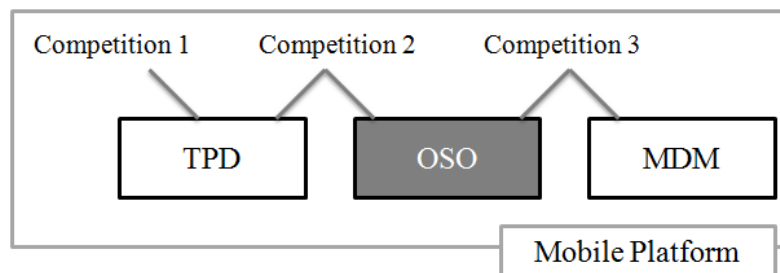 Competition 1 Competition 2 Competition 3
TPD OSO MDM
Mobile Platform